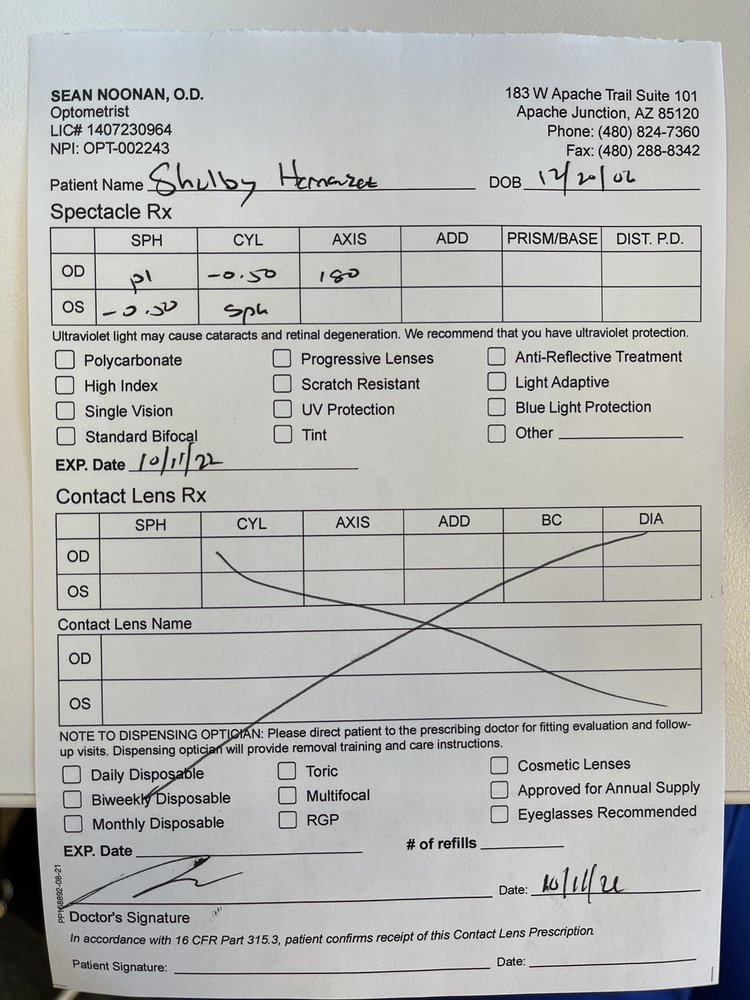 SEAN NOONAN, O.D.
Optometrist
LIC# 1407230964
NPI: OPT-002243
183 W Apache Trail Suite 101
Apache Junction, AZ 85120
Phone: (480) 824-7360
Fax: (480) 288-8342
Patient Name Shulby DOB 12/20/02
Spectacle Rx
SPH CYL AXIS ADD PRISM/BASE DIST. P.D.
OD pl -0.50 180
OS -0.50 sph
Ultraviolet light may cause cataracts and retinal degeneration. We recommend that you have ultraviolet protection.
Polycarbonate Progressive Lenses Anti-Reflective Treatment
High Index Scratch Resistant Light Adaptive
Single Vision UV Protection Blue Light Protection
Standard Bifocal Tint Other
EXP. Date 10/11/22
Contact Lens Rx
SPH CYL AXIS ADD BC DIA
OD
OS
Contact Lens Name
OD
OS
NOTE TO DISPENSING OPTICIAN: Please direct patient to the prescribing doctor for fitting evaluation and follow-
up visits. Dispensing optician will provide removal training and care instructions.
Daily Disposable Toric Cosmetic Lenses
Biweekly Disposable Multifocal Approved for Annual Supply
Monthly Disposable RGP Eyeglasses Recommended
EXP. Date # of refills
Date: 10/11/21
Doctor's Signature
PP168892-08-21
In accordance with 16 CFR Part 315.3, patient confirms receipt of this Contact Lens Prescription.
Patient Signature: Date: